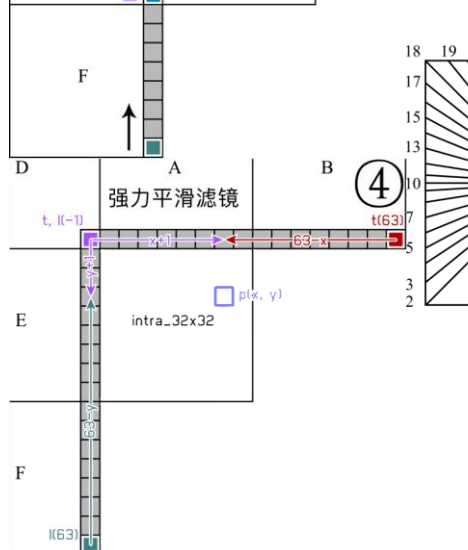 F
D
A
B
④
强力平滑滤镜
t, l(-1)
t(63)
x+1
63-x
y+1
p(x, y)
E
intra_32x32
63-y
F
l(63)
18
19
17
15
13
10
7
5
3
2